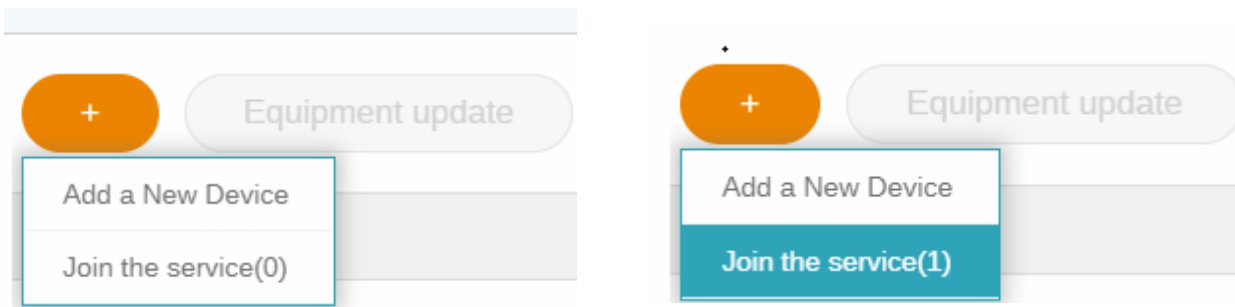 + Equipment update
Add a New Device
Join the service(0)
+ Equipment update
Add a New Device
Join the service(1)